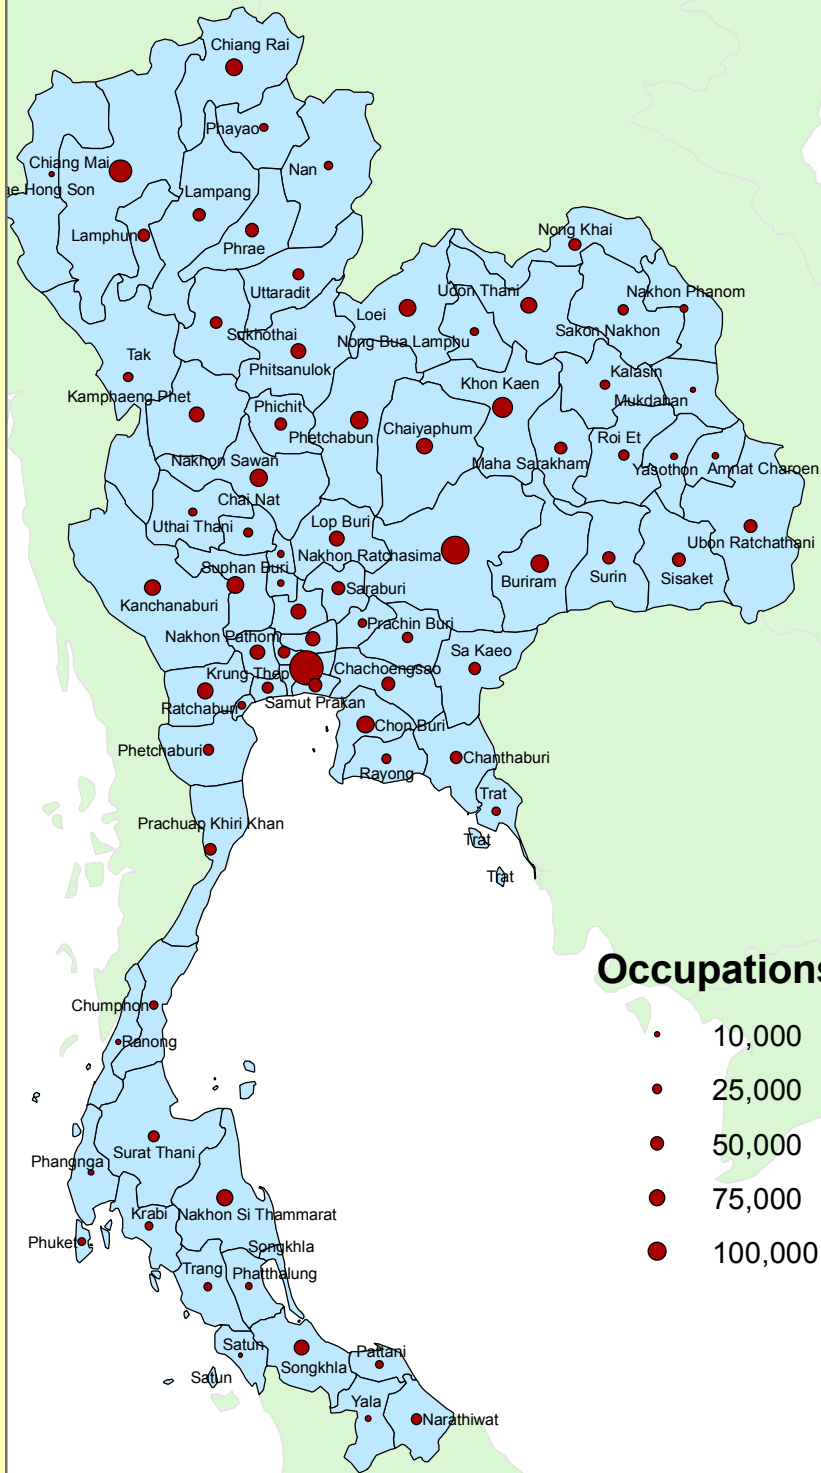 Chiang Rai
Phayao
Chiang Mai
Nan
ae Hong Son
Lampang
Lamphun
Phrae
Nong Khai
Uttaradit
Udon Thani
Nakhon Phanom
Loei
Sukhothai
Sakon Nakhon
Nong Bua Lamphu
Tak
Phitsanulok
Kalasin
Khon Kaen
Kamphaeng Phet
Mukdahan
Phichit
Phetchabun
Chaiyaphum
Roi Et
Nakhon Sawan
Maha Sarakham
Yasothon
Amnat Charoen
Chai Nat
Uthai Thani
Lop Buri
Ubon Ratchathani
Nakhon Ratchasima
Suphan Buri
Buriram
Surin
Sisaket
Kanchanaburi
Saraburi
Prachin Buri
Nakhon Pathom
Sa Kaeo
Krung Thep
Chachoengsao
Ratchaburi
Samut Prakan
Chon Buri
Phetchaburi
Chanthaburi
Rayong
Trat
Prachuap Khiri Khan
Trat
Trat
Occupations
10,000
25,000
50,000
75,000
100,000
Chumphon
Ranong
Surat Thani
Phangnga
Krabi
Nakhon Si Thammarat
Phuket
Songkhla
Trang
Phatthalung
Satun
Songkhla
Pattani
Satun
Yala
Narathiwat